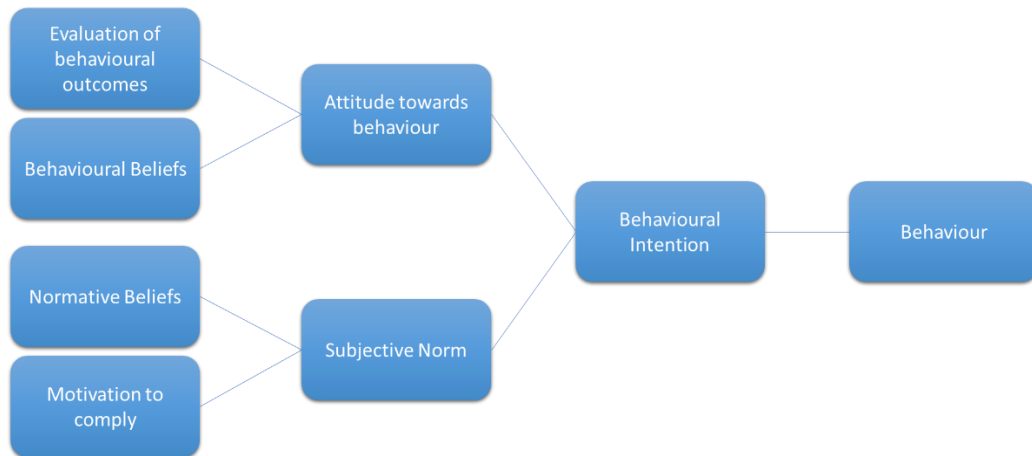 Evaluation of
behavioural
outcomes
Behavioural Beliefs
Attitude towards
behaviour
Normative Beliefs
Motivation to
comply
Subjective Norm
Behavioural
Intention
Behaviour